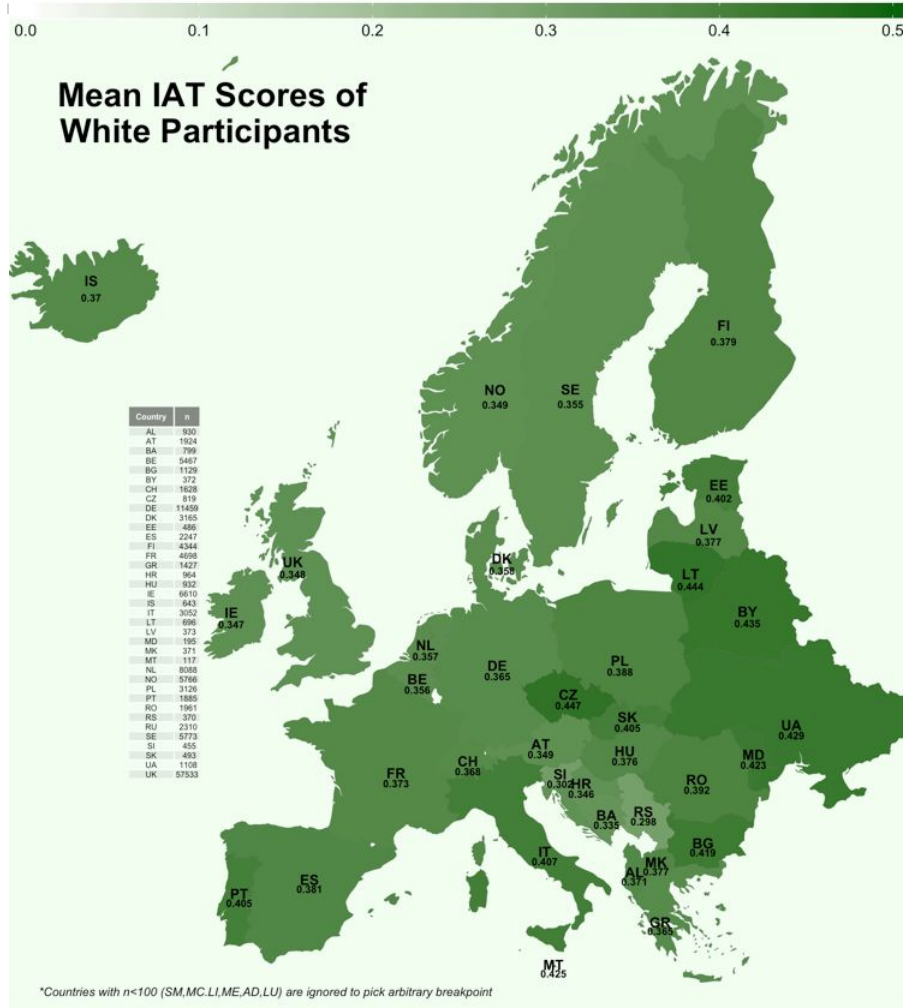 0.0 0.1 0.2 0.3 0.4 0.5
Mean IAT Scores of
White Participants
IS
0.37
FI
0.379
NO
0.349
SE
0.355
Country n
AL 930
AT 1924
BA 799
BE 5467
BG 1129
BY 372
CH 1628
CZ 819
DE 11459
DK 3165
EE 486
ES 2247
FI 4344
FR 4698
GR 1427
HR 964
HU 932
IE 6610
IS 643
IT 3052
LT 696
LV 373
MD 195
MK 371
MT 117
NL 8088
NO 5766
PL 3126
PT 1885
RO 1961
RS 370
RU 2310
SE 5773
SI 455
SK 493
UA 1108
UK 57533
EE
0.402
LV
0.377
LT
0.444
DK
0.358
UK
0.348
IE
0.347
BY
0.435
NL
0.357
BE
0.356
DE
0.365
PL
0.388
CZ
0.447
SK
0.405
UA
0.429
AT
0.349
HU
0.376
MD
0.423
CH
0.368
FR
0.373
SI
0.302
HR
0.346
RO
0.392
BA
0.335
RS
0.298
BG
0.419
IT
0.407
MK
0.377
AL
0.371
ES
0.381
PT
0.405
GR
0.365
MT
0.425
*Countries with n<100 (SM,MC.LI,ME,AD,LU) are ignored to pick arbitrary breakpoint